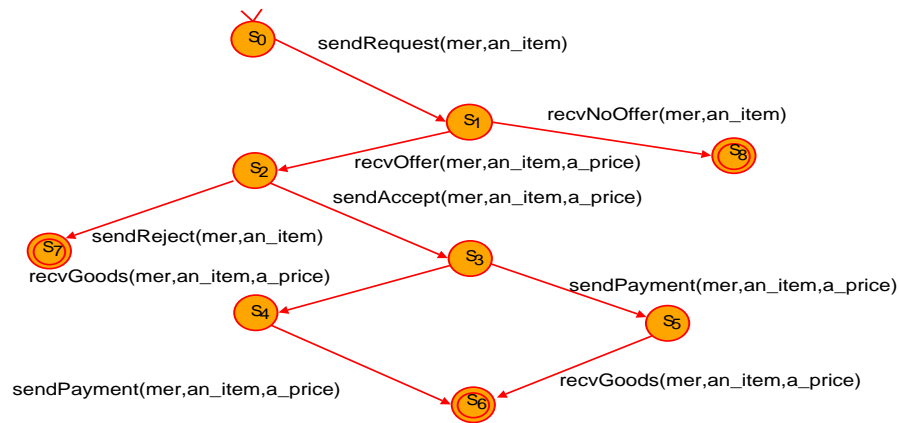 S0
sendRequest(mer,an_item)
recvNoOffer(mer,an_item)
S1
S8
recvOffer(mer,an_item,a_price)
S2
sendAccept(mer,an_item,a_price)
sendReject(mer,an_item)
S7
S3
recvGoods(mer,an_item,a_price)
sendPayment(mer,an_item,a_price)
S4
S5
sendPayment(mer,an_item,a_price)
recvGoods(mer,an_item,a_price)
S6